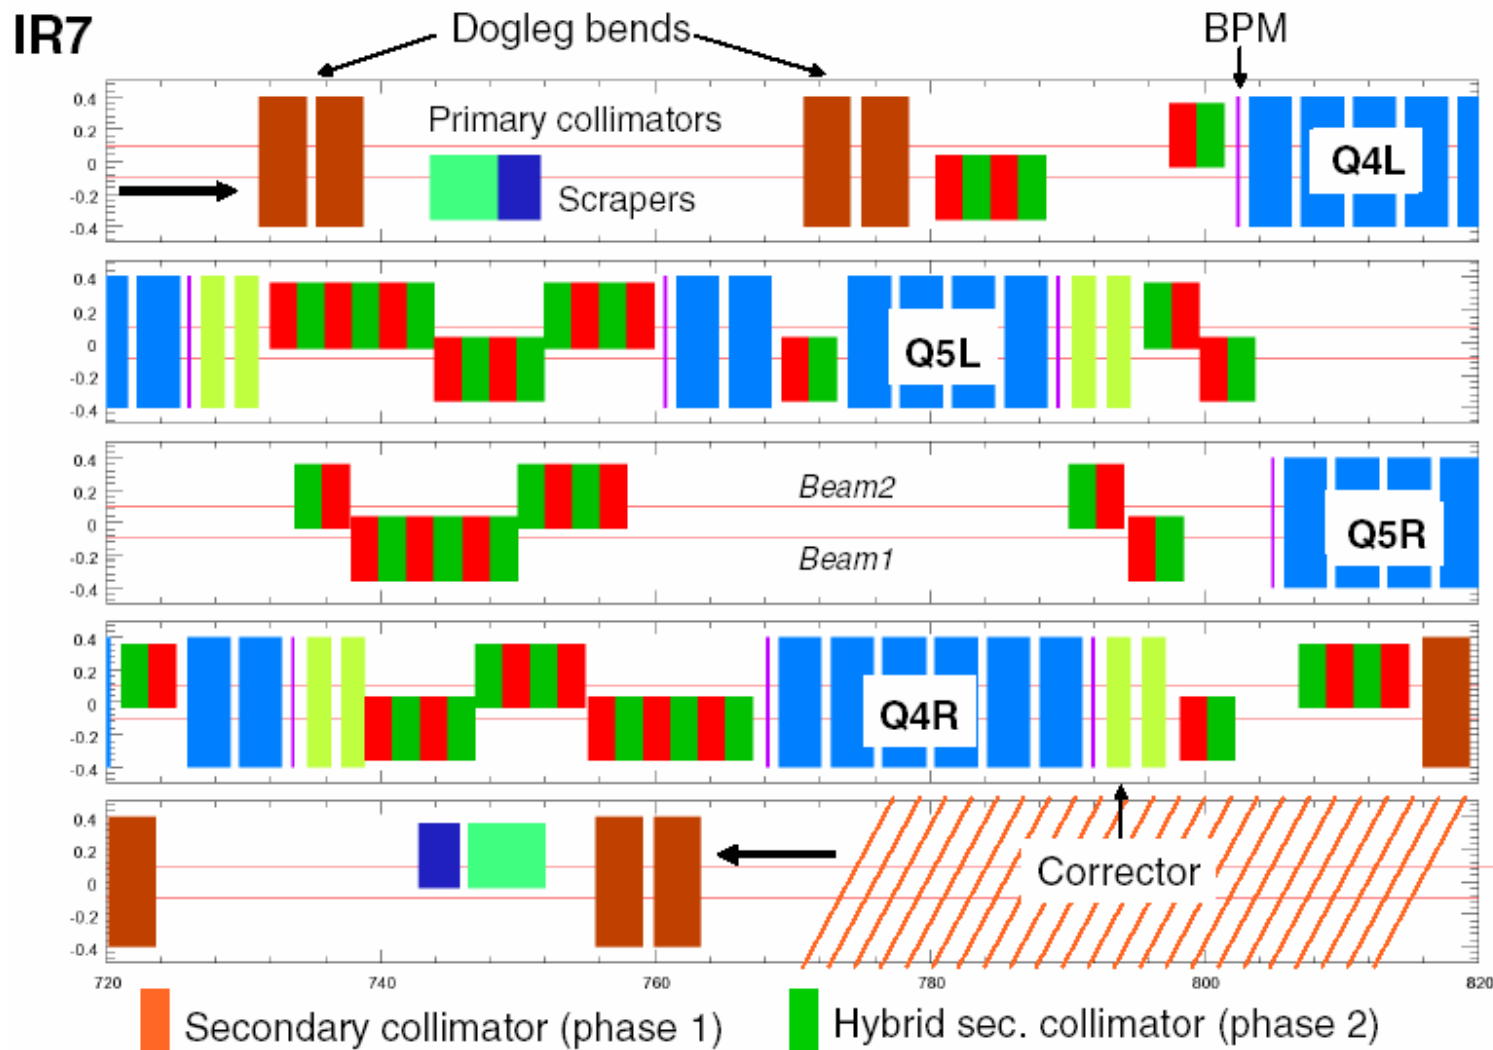 IR7
Dogleg bends
BPM
0.4
0.2
0
-0.2
-0.4
Primary collimators
Scrapers
Q4L
0.4
0.2
0
-0.2
-0.4
Q5L
0.4
0.2
0
-0.2
-0.4
Beam2
Beam1
Q5R
0.4
0.2
0
-0.2
-0.4
Q4R
0.4
0.2
0
-0.2
-0.4
Corrector
720 740 760 780 800 820
Secondary collimator (phase 1)
Hybrid sec. collimator (phase 2)